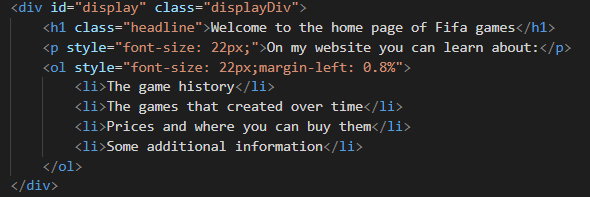 <div id="display" class="displayDiv">
    <h1 class="headline">Welcome to the home page of Fifa games</h1>
    <p style="font-size: 22px;">On my website you can learn about:</p>
    <ol style="font-size: 22px;margin-left: 0.8%">
        <li>The game history</li>
        <li>The games that created over time</li>
        <li>Prices and where you can buy them</li>
        <li>Some additional information</li>
    </ol>
</div>